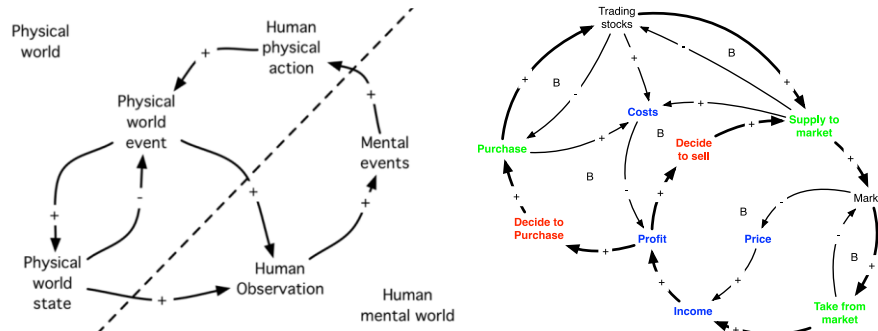 Physical
world
Human
physical
action
+
Physical
world
event
+
Mental
events
+
-
+
+
Physical
world
state
+
Human
Observation
Human
mental world
Trading
stocks
B
-
+
+
B
+
-
Costs
+
Supply to
market
+
B
Decide
to sell
+
Purchase
+
B
-
+
+
Mark
-
Decide to
Purchase
+
Profit
B
Price
-
B
+
+
+
Income
Take from
market
+